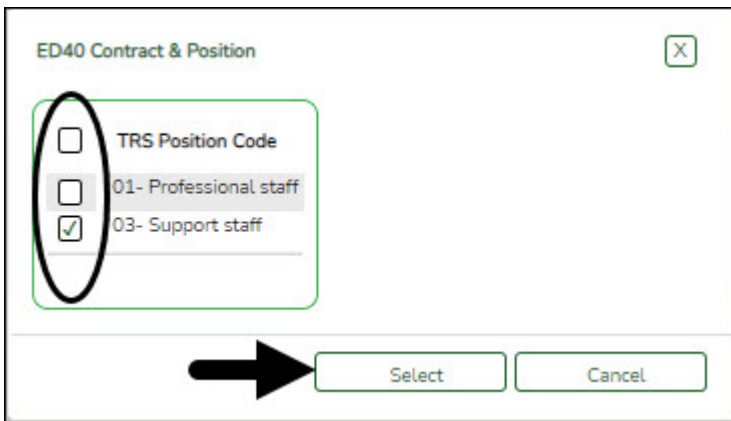 ED40 Contract & Position
X
TRS Position Code
01- Professional staff
03- Support staff
Select
Cancel